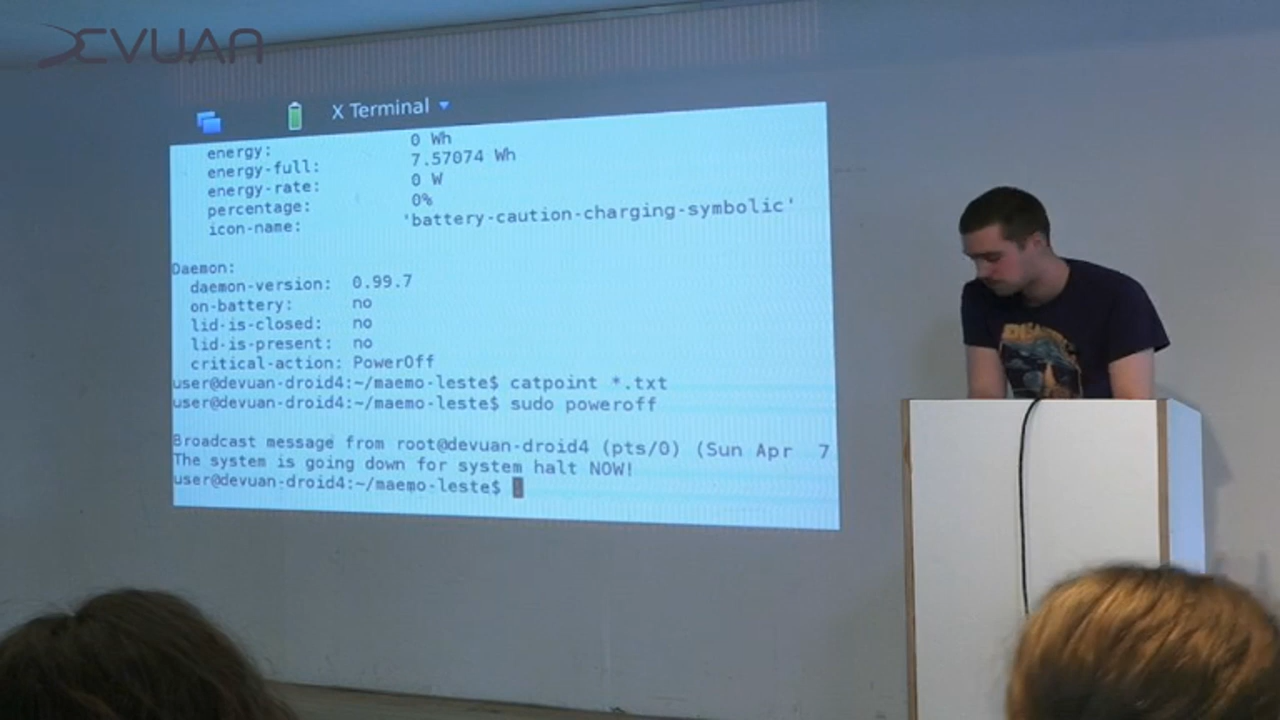 DEVUAN
X Terminal
energy: 0 Wh
energy-full: 7.57074 Wh
energy-rate: 0 W
percentage: 0%
icon-name: 'battery-caution-charging-symbolic'
Daemon:
daemon-version: 0.99.7
on-battery: no
lid-is-closed: no
lid-is-present: no
critical-action: PowerOff
user@devuan-droid4:~/maemo-leste$ catpoint *.txt
user@devuan-droid4:~/maemo-leste$ sudo poweroff
Broadcast message from root@devuan-droid4 (pts/0) (Sun Apr 7
The system is going down for system halt NOW!
user@devuan-droid4:~/maemo-leste$